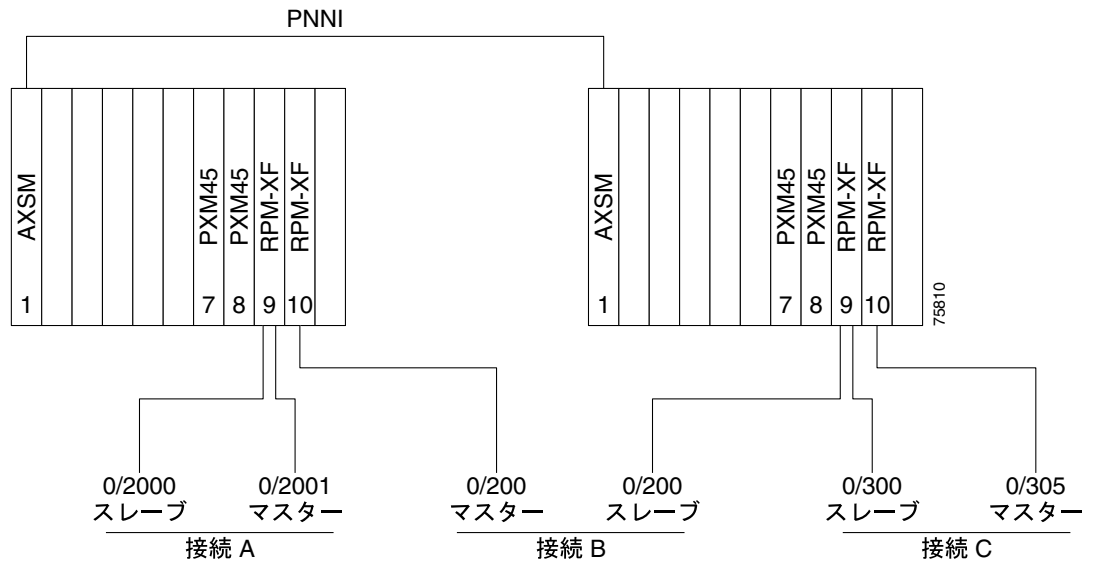 PNNI
AXSM
PXM45
PXM45
RPM-XF
RPM-XF
1
7
8
9
10
AXSM
PXM45
PXM45
RPM-XF
RPM-XF
1
7
8
9
10
75810
0/2000
スレーブ
0/2001
マスター
接続 A
0/200
マスター
0/200
スレーブ
接続 B
0/300
スレーブ
0/305
マスター
接続 C